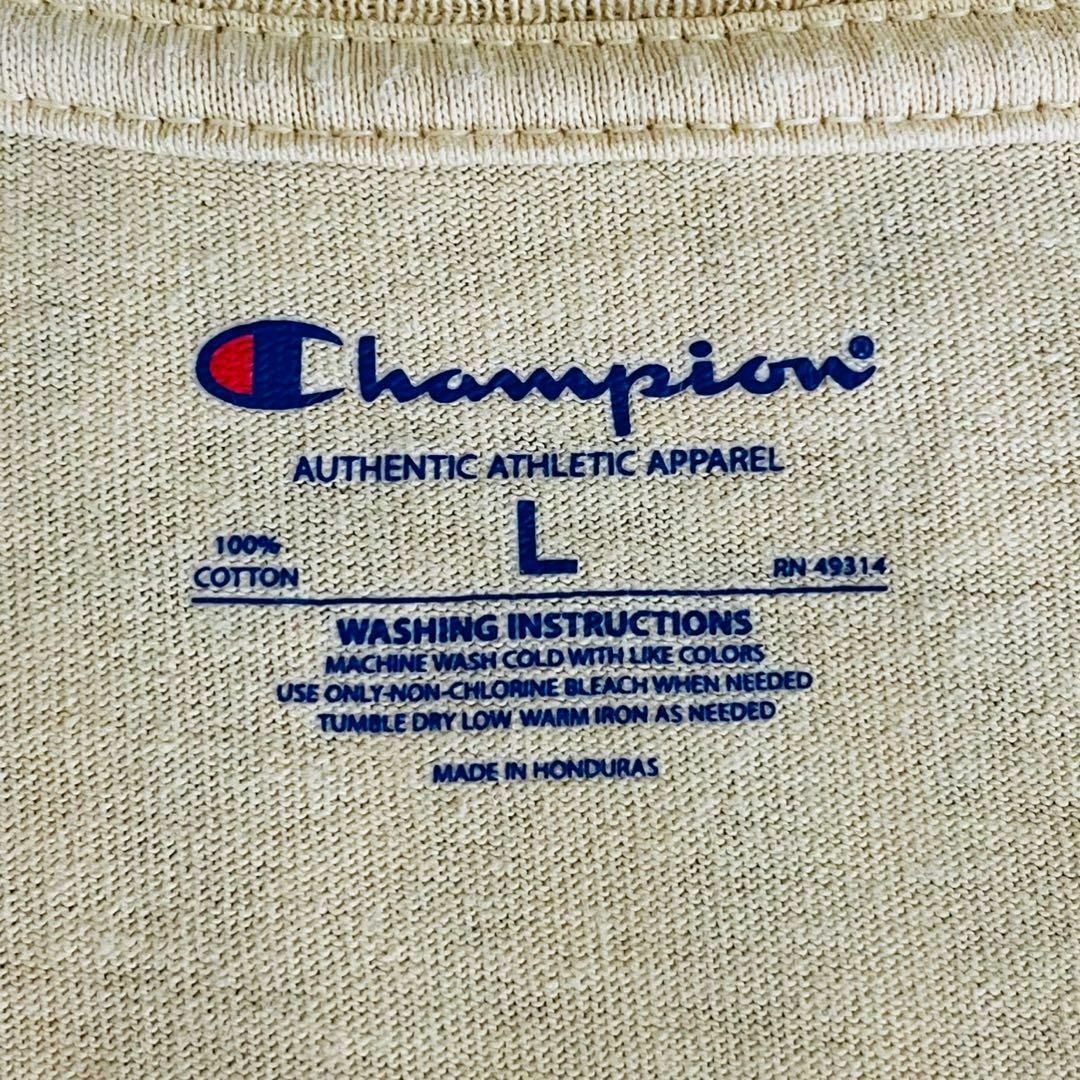 Champion®
AUTHENTIC ATHLETIC APPAREL
L
100%
COTTON
RN 49314
WASHING INSTRUCTIONS
MACHINE WASH COLD WITH LIKE COLORS
USE ONLY-NON-CHLORINE BLEACH WHEN NEEDED
TUMBLE DRY LOW WARM IRON AS NEEDED
MADE IN HONDURAS